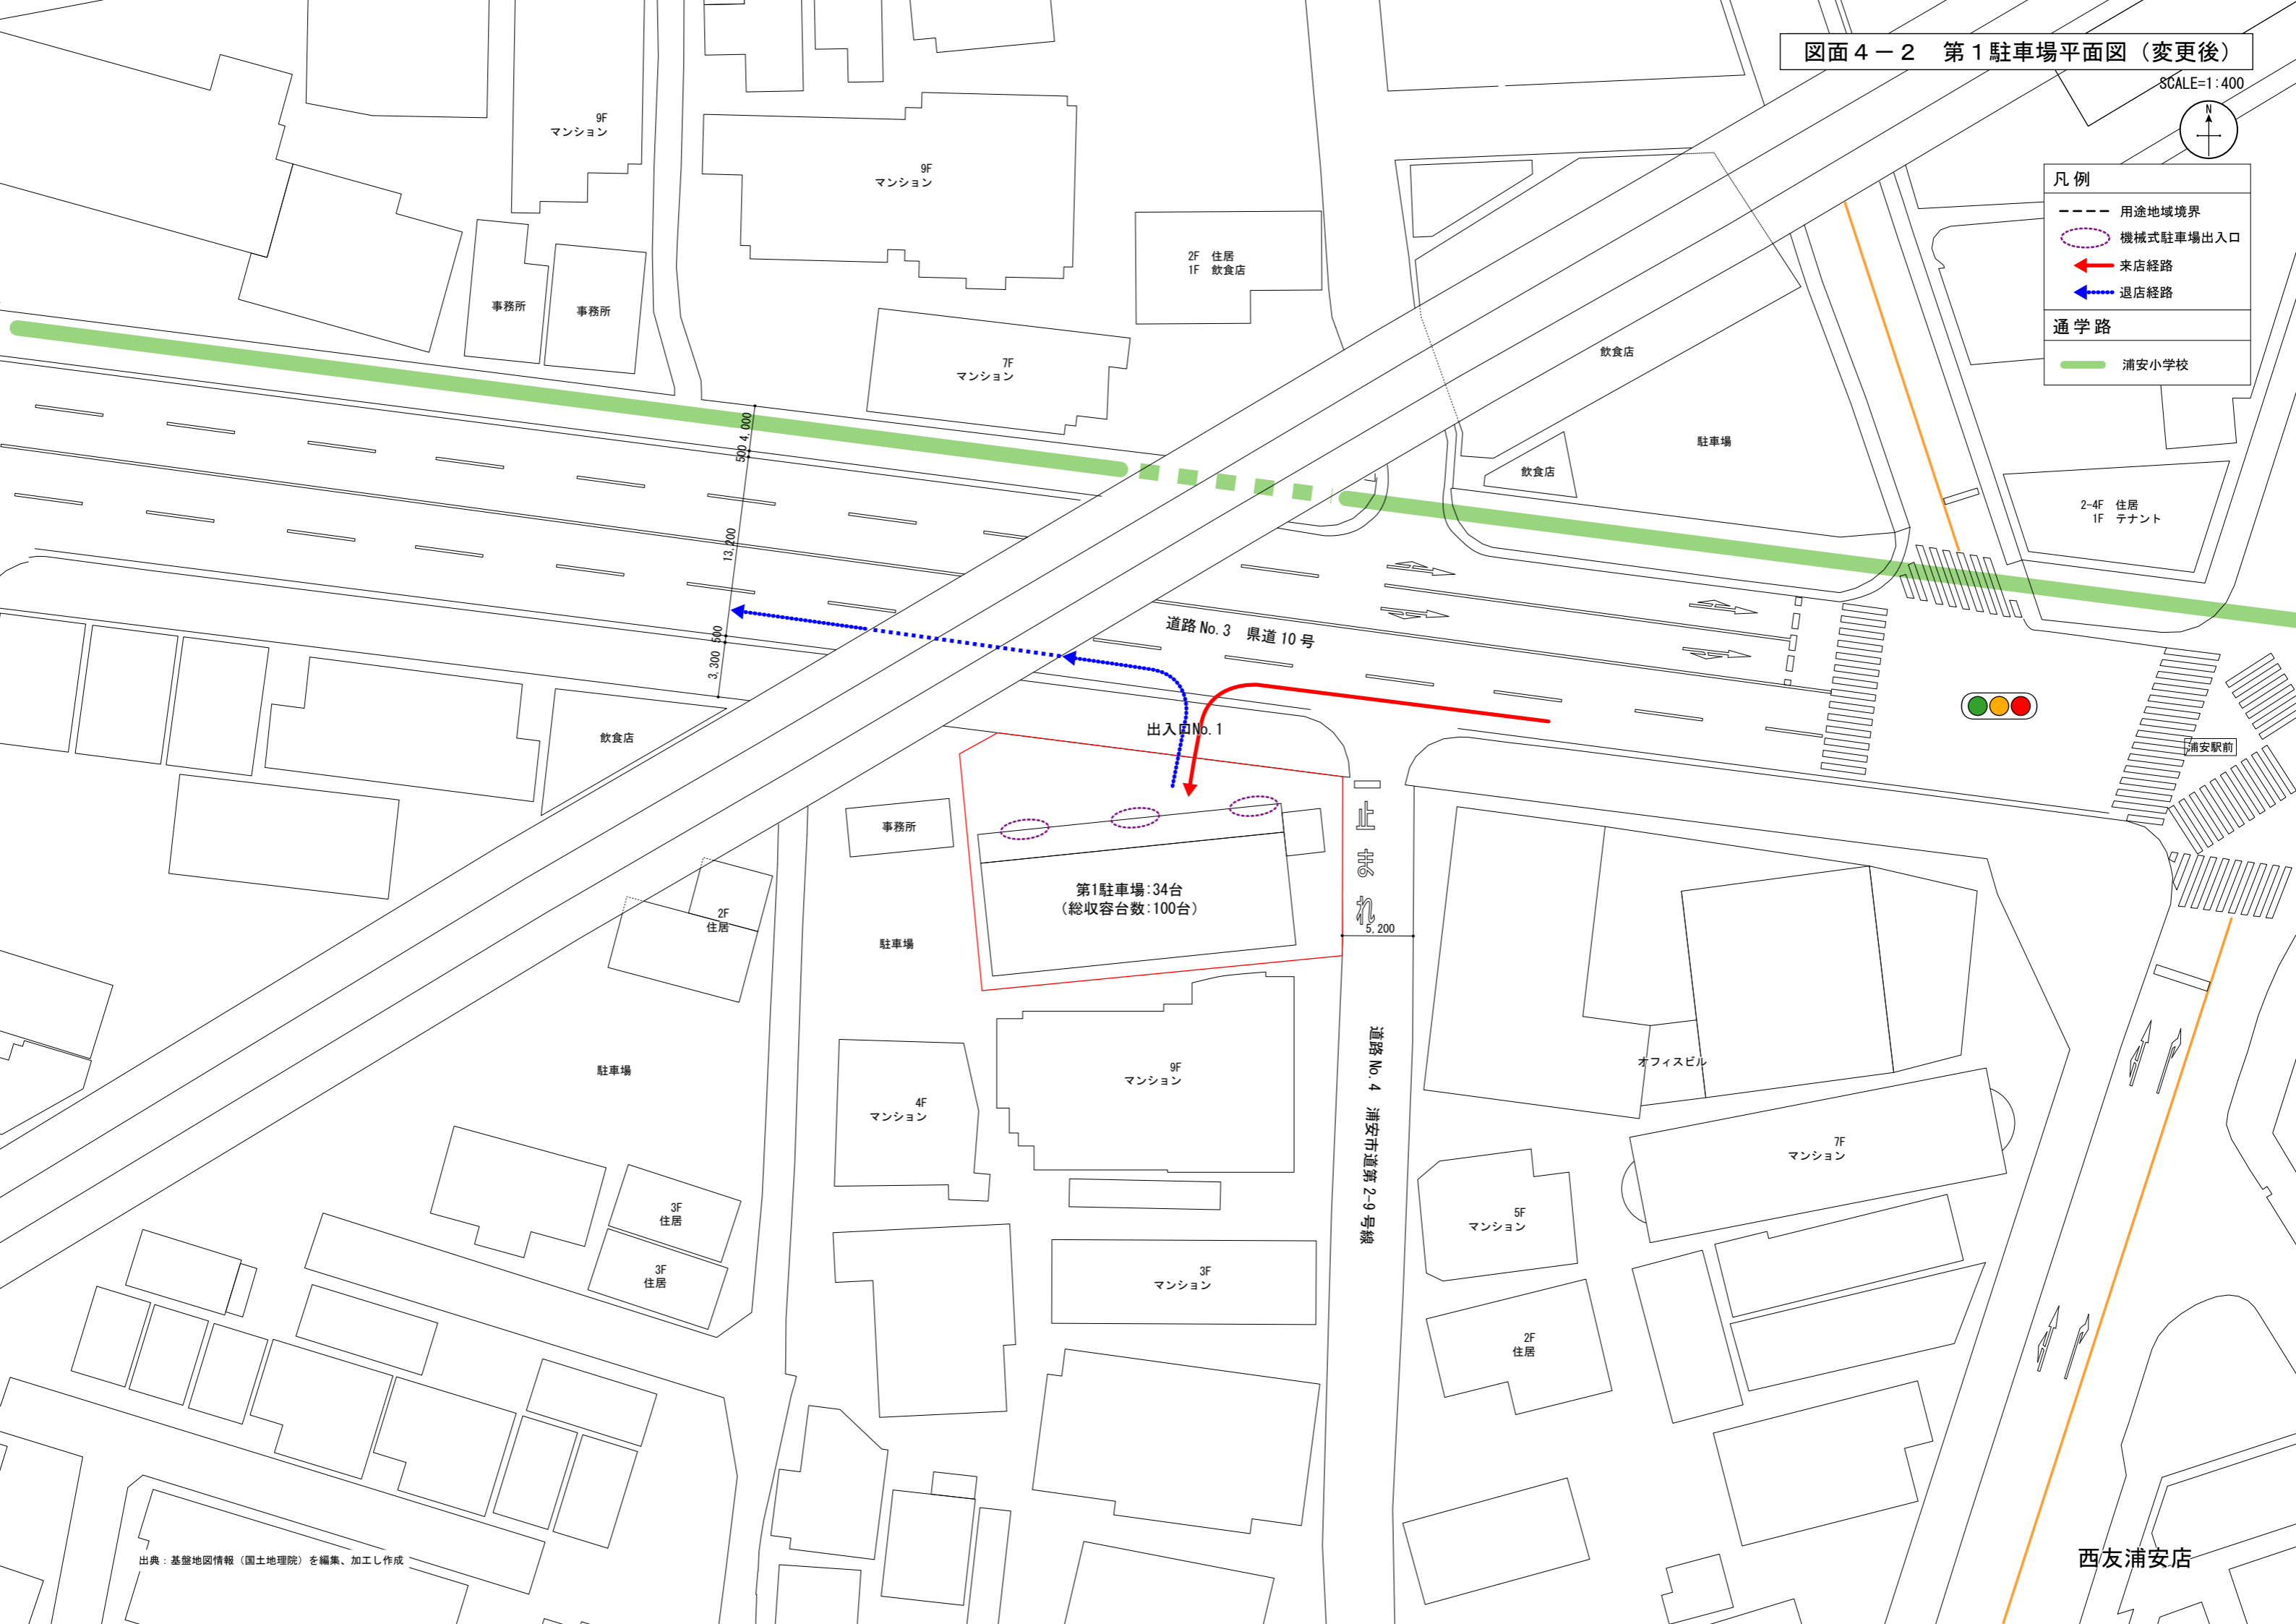 図面４－２　第１駐車場平面図（変更後）
SCALE=1:400
N
凡例
用途地域境界
機械式駐車場出入口
来店経路
退店経路
通学路
浦安小学校
9F
マンション
9F
マンション
2F 住居
1F 飲食店
事務所
事務所
7F
マンション
飲食店
駐車場
飲食店
2-4F 住居
1F テナント
4,000
500
13,200
500
3,300
道路No.3　県道10号
出入口No.1
浦安駅前
飲食店
事務所
止まれ
第1駐車場:34台
（総収容台数:100台）
2F
住居
駐車場
5,200
駐車場
9F
マンション
4F
マンション
道路No.4　浦安市道第2-9号線
オフィスビル
7F
マンション
3F
住居
3F
住居
5F
マンション
3F
マンション
2F
住居
西友浦安店
出典：基盤地図情報（国土地理院）を編集、加工し作成